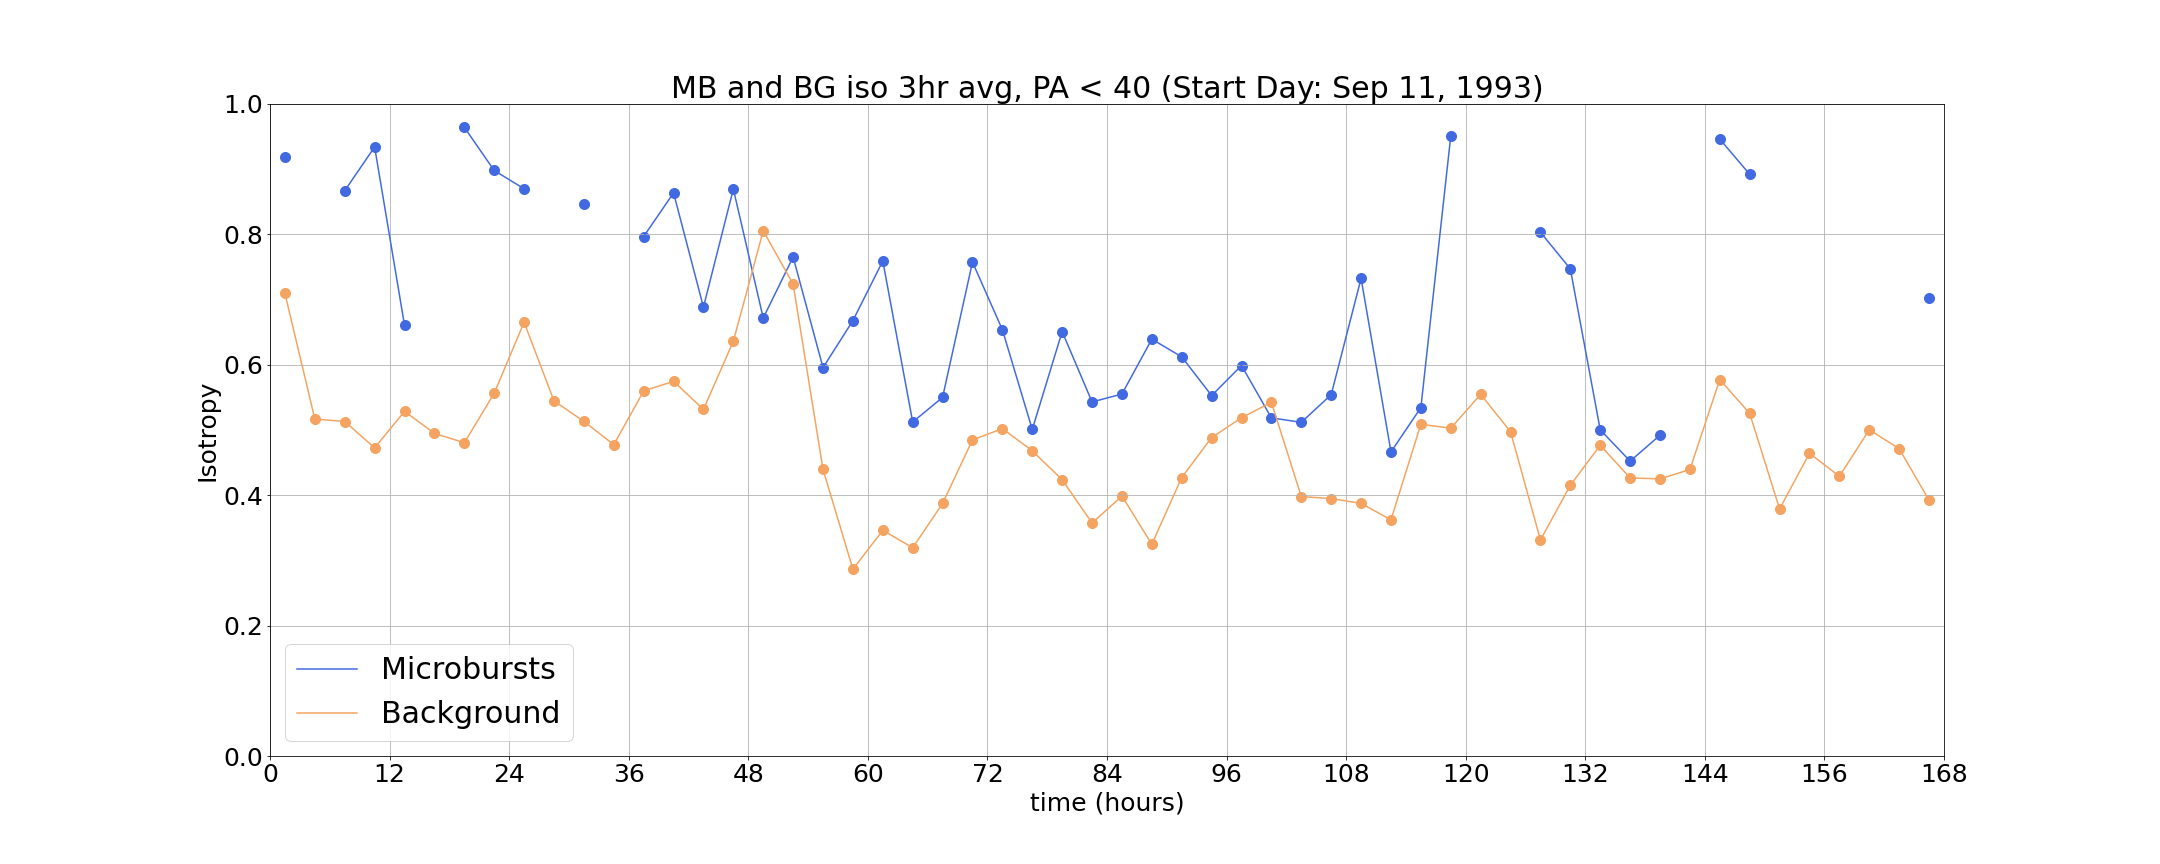 MB and BG iso 3hr avg, PA < 40 (Start Day: Sep 11, 1993)
1.0
0.8
0.6
0.4
0.2
0.0
Isotropy
Microbursts
Background
0 12 24 36 48 60 72 84 96 108 120 132 144 156 168
time (hours)